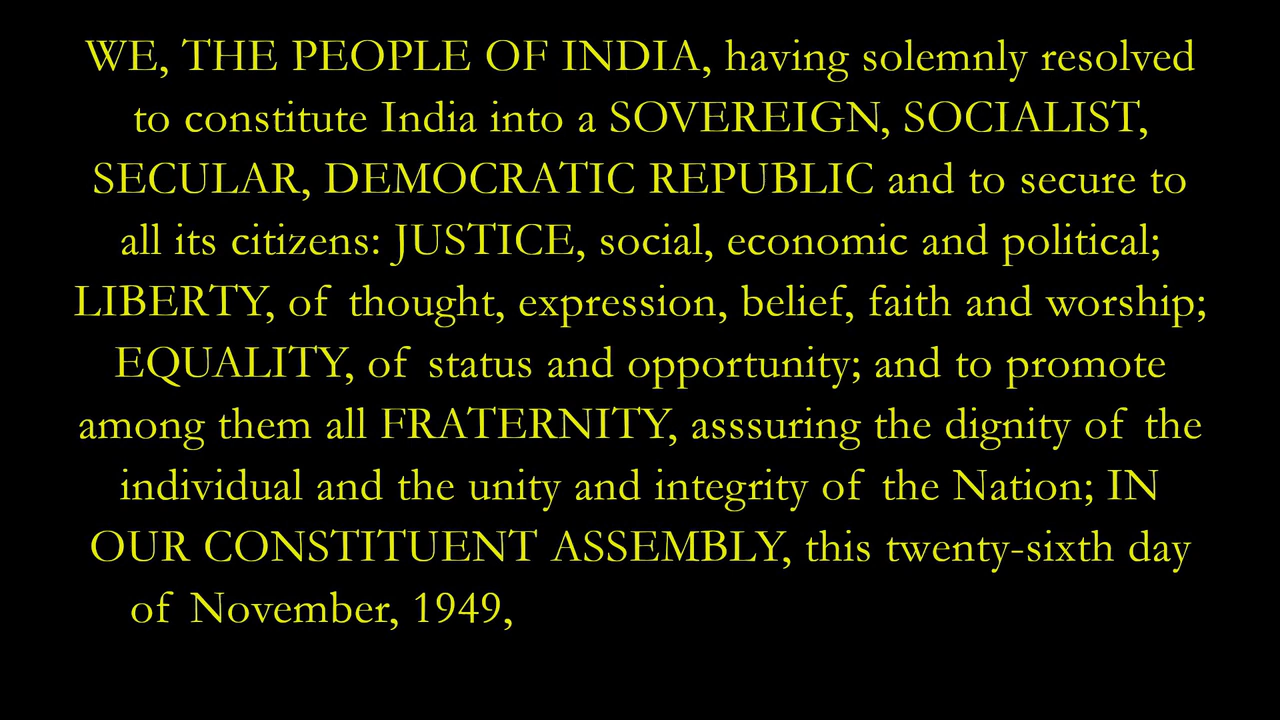 WE, THE PEOPLE OF INDIA, having solemnly resolved
to constitute India into a SOVEREIGN, SOCIALIST,
SECULAR, DEMOCRATIC REPUBLIC and to secure to
all its citizens: JUSTICE, social, economic and political;
LIBERTY, of thought, expression, belief, faith and worship;
EQUALITY, of status and opportunity; and to promote
among them all FRATERNITY, asssuring the dignity of the
individual and the unity and integrity of the Nation; IN
OUR CONSTITUENT ASSEMBLY, this twenty-sixth day
of November, 1949,